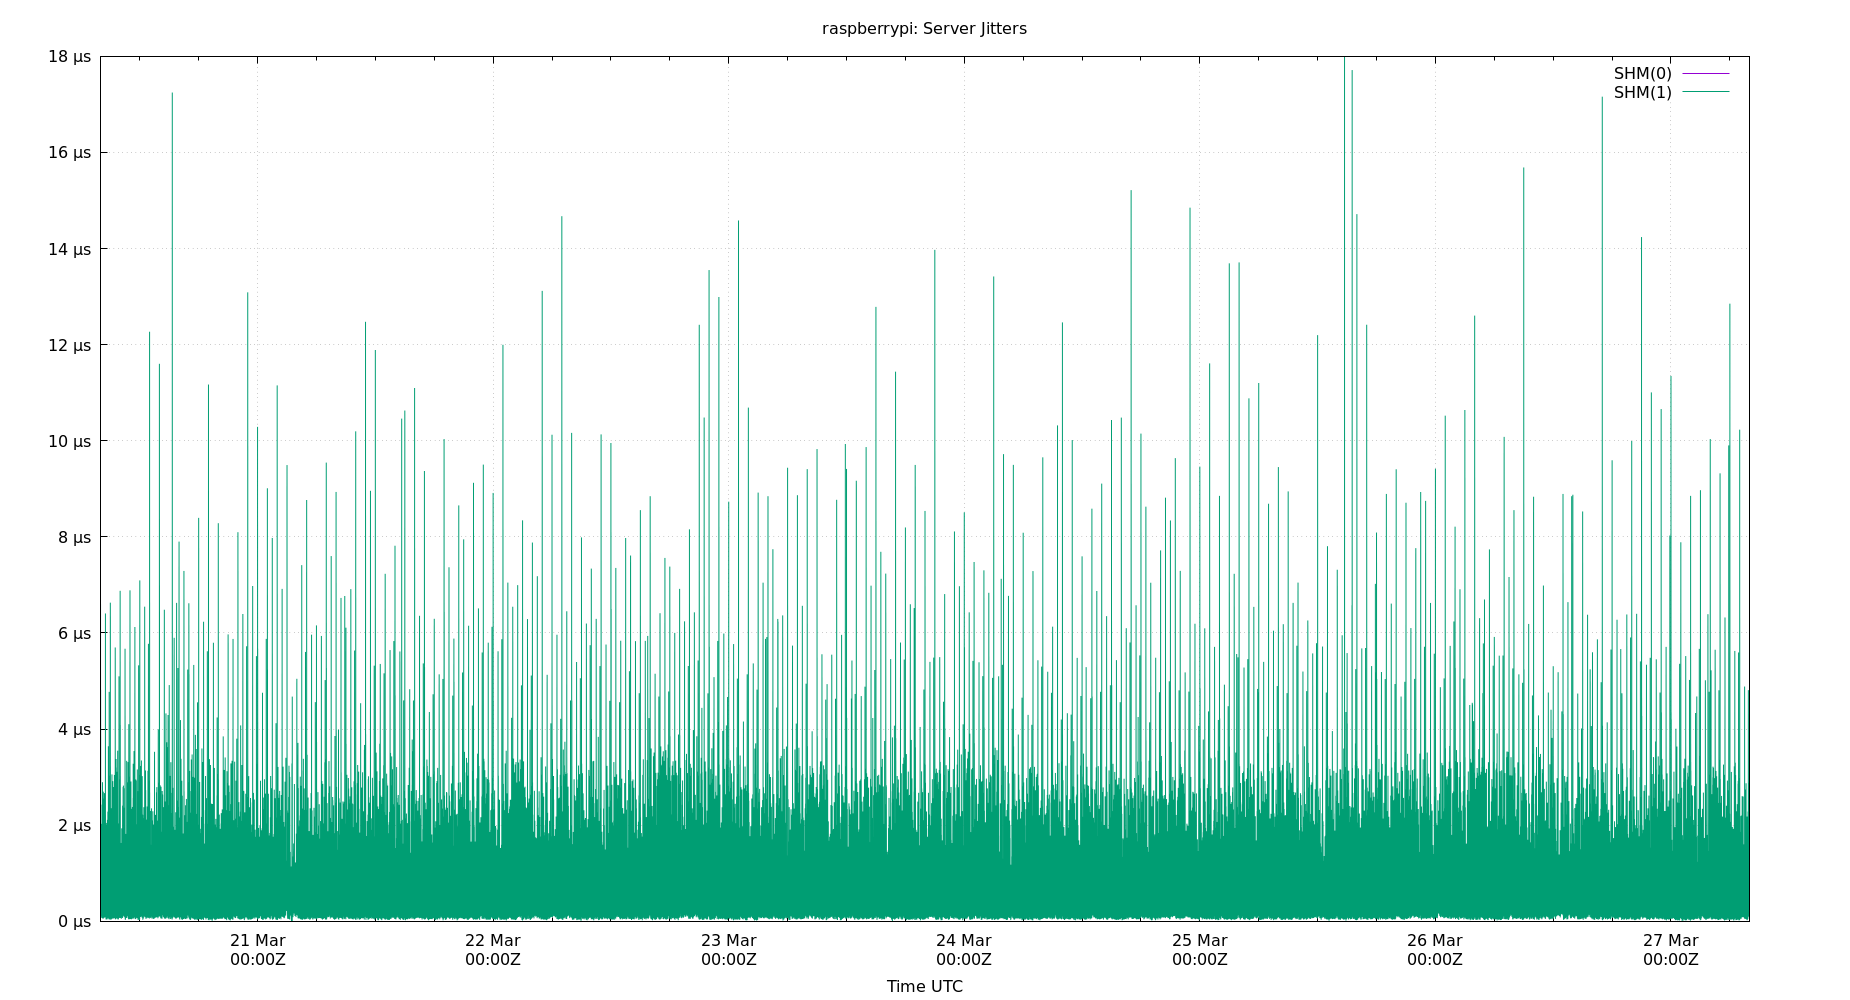 raspberrypi: Server Jitters
18 µs
16 µs
14 µs
12 µs
10 µs
8 µs
6 µs
4 µs
2 µs
0 µs
SHM(0)
SHM(1)
21 Mar 22 Mar 23 Mar 24 Mar 25 Mar 26 Mar 27 Mar
00:00Z 00:00Z 00:00Z 00:00Z 00:00Z 00:00Z 00:00Z
Time UTC